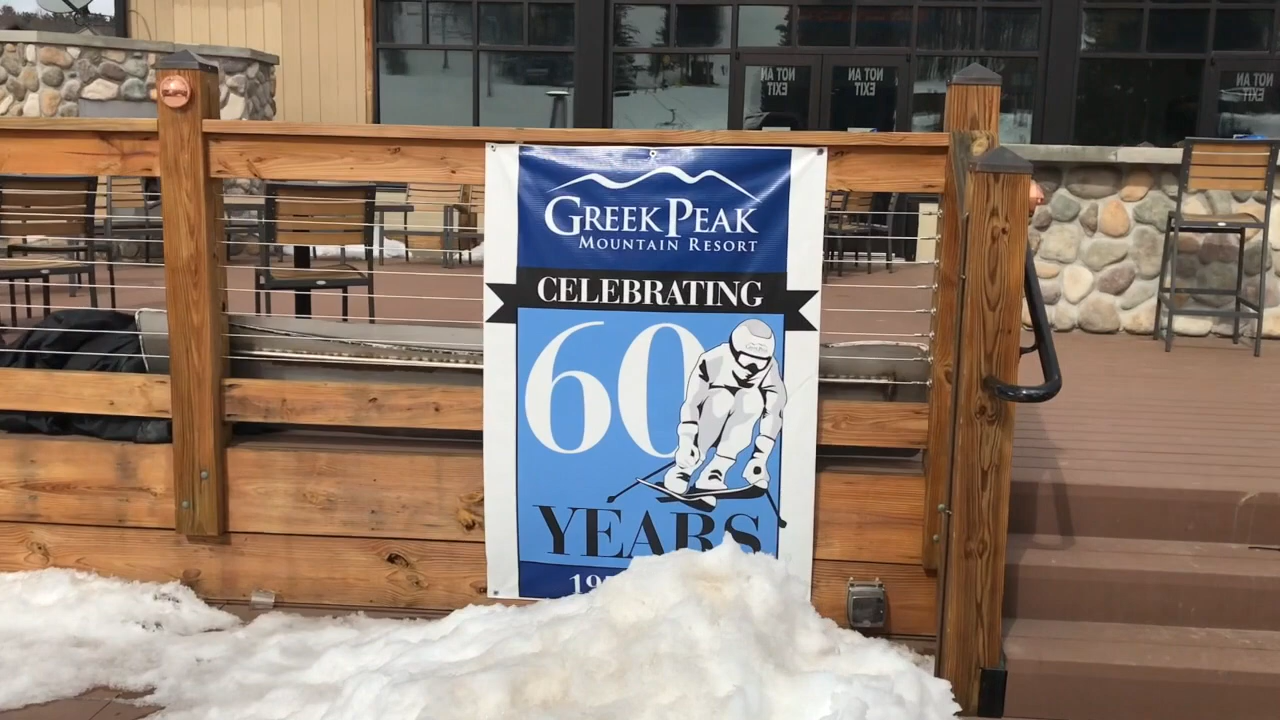 NOT AN
EXIT
NOT AN
EXIT
NOT AN
EXIT
GREEK PEAK
MOUNTAIN RESORT
CELEBRATING
60
YEARS